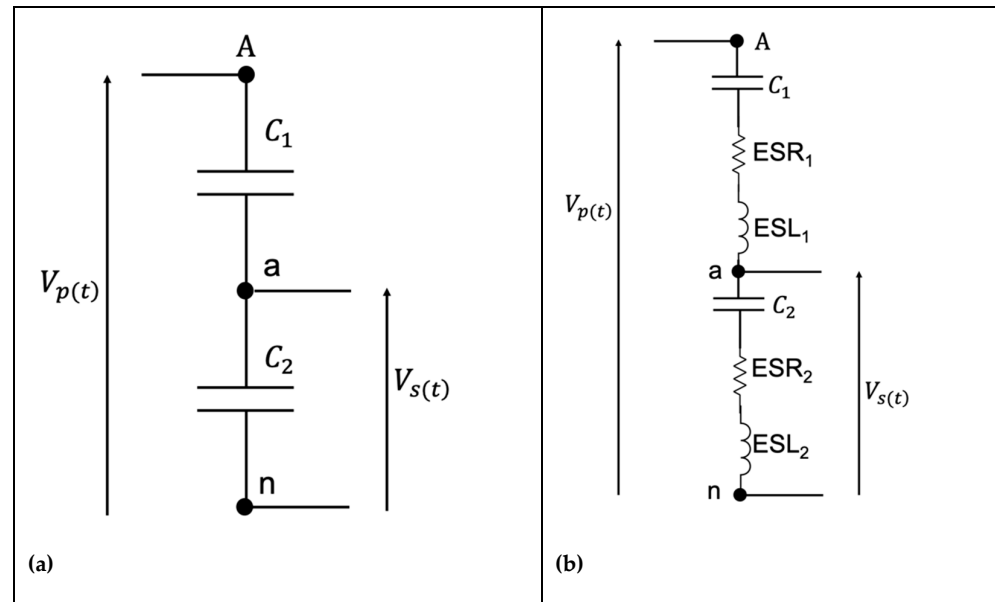 A
C₁
a
Vₚ₍ₜ₎
C₂
Vₛ₍ₜ₎
n
(a)
A
C₁
ESR₁
Vₚ₍ₜ₎
ESL₁
a
C₂
ESR₂
Vₛ₍ₜ₎
ESL₂
n
(b)